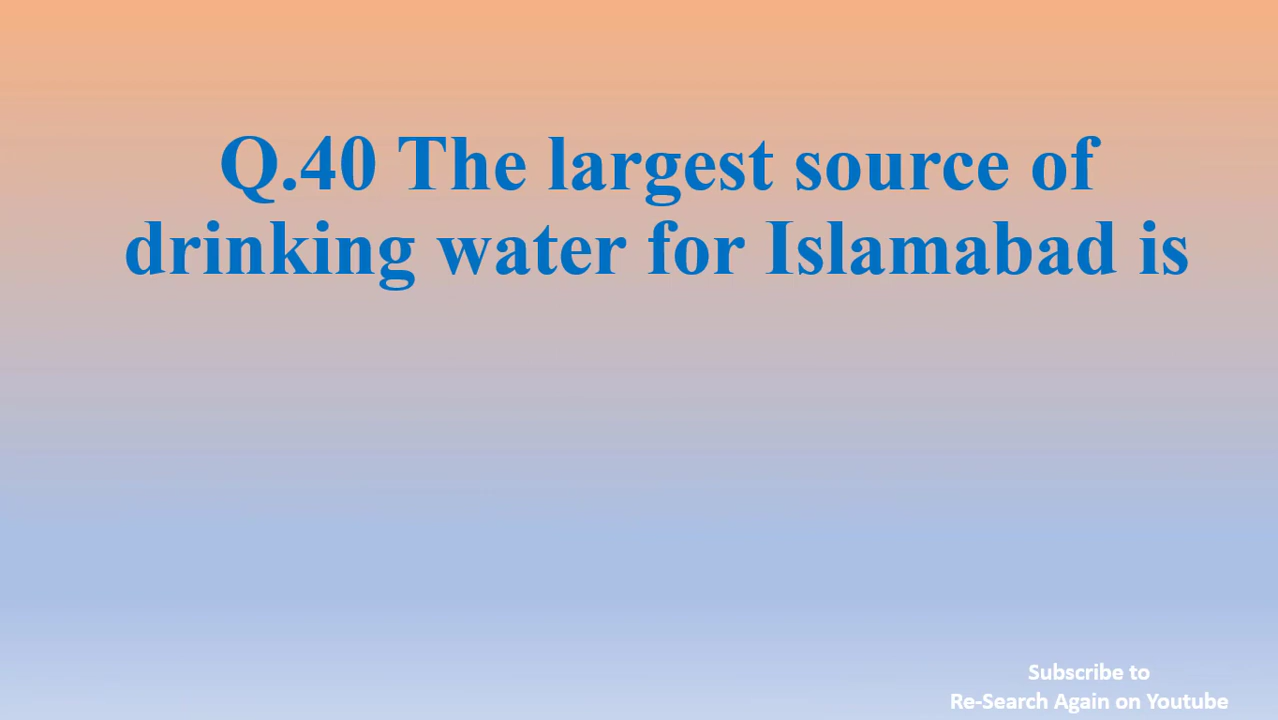 Q.40 The largest source of
drinking water for Islamabad is
Subscribe to
Re-Search Again on Youtube